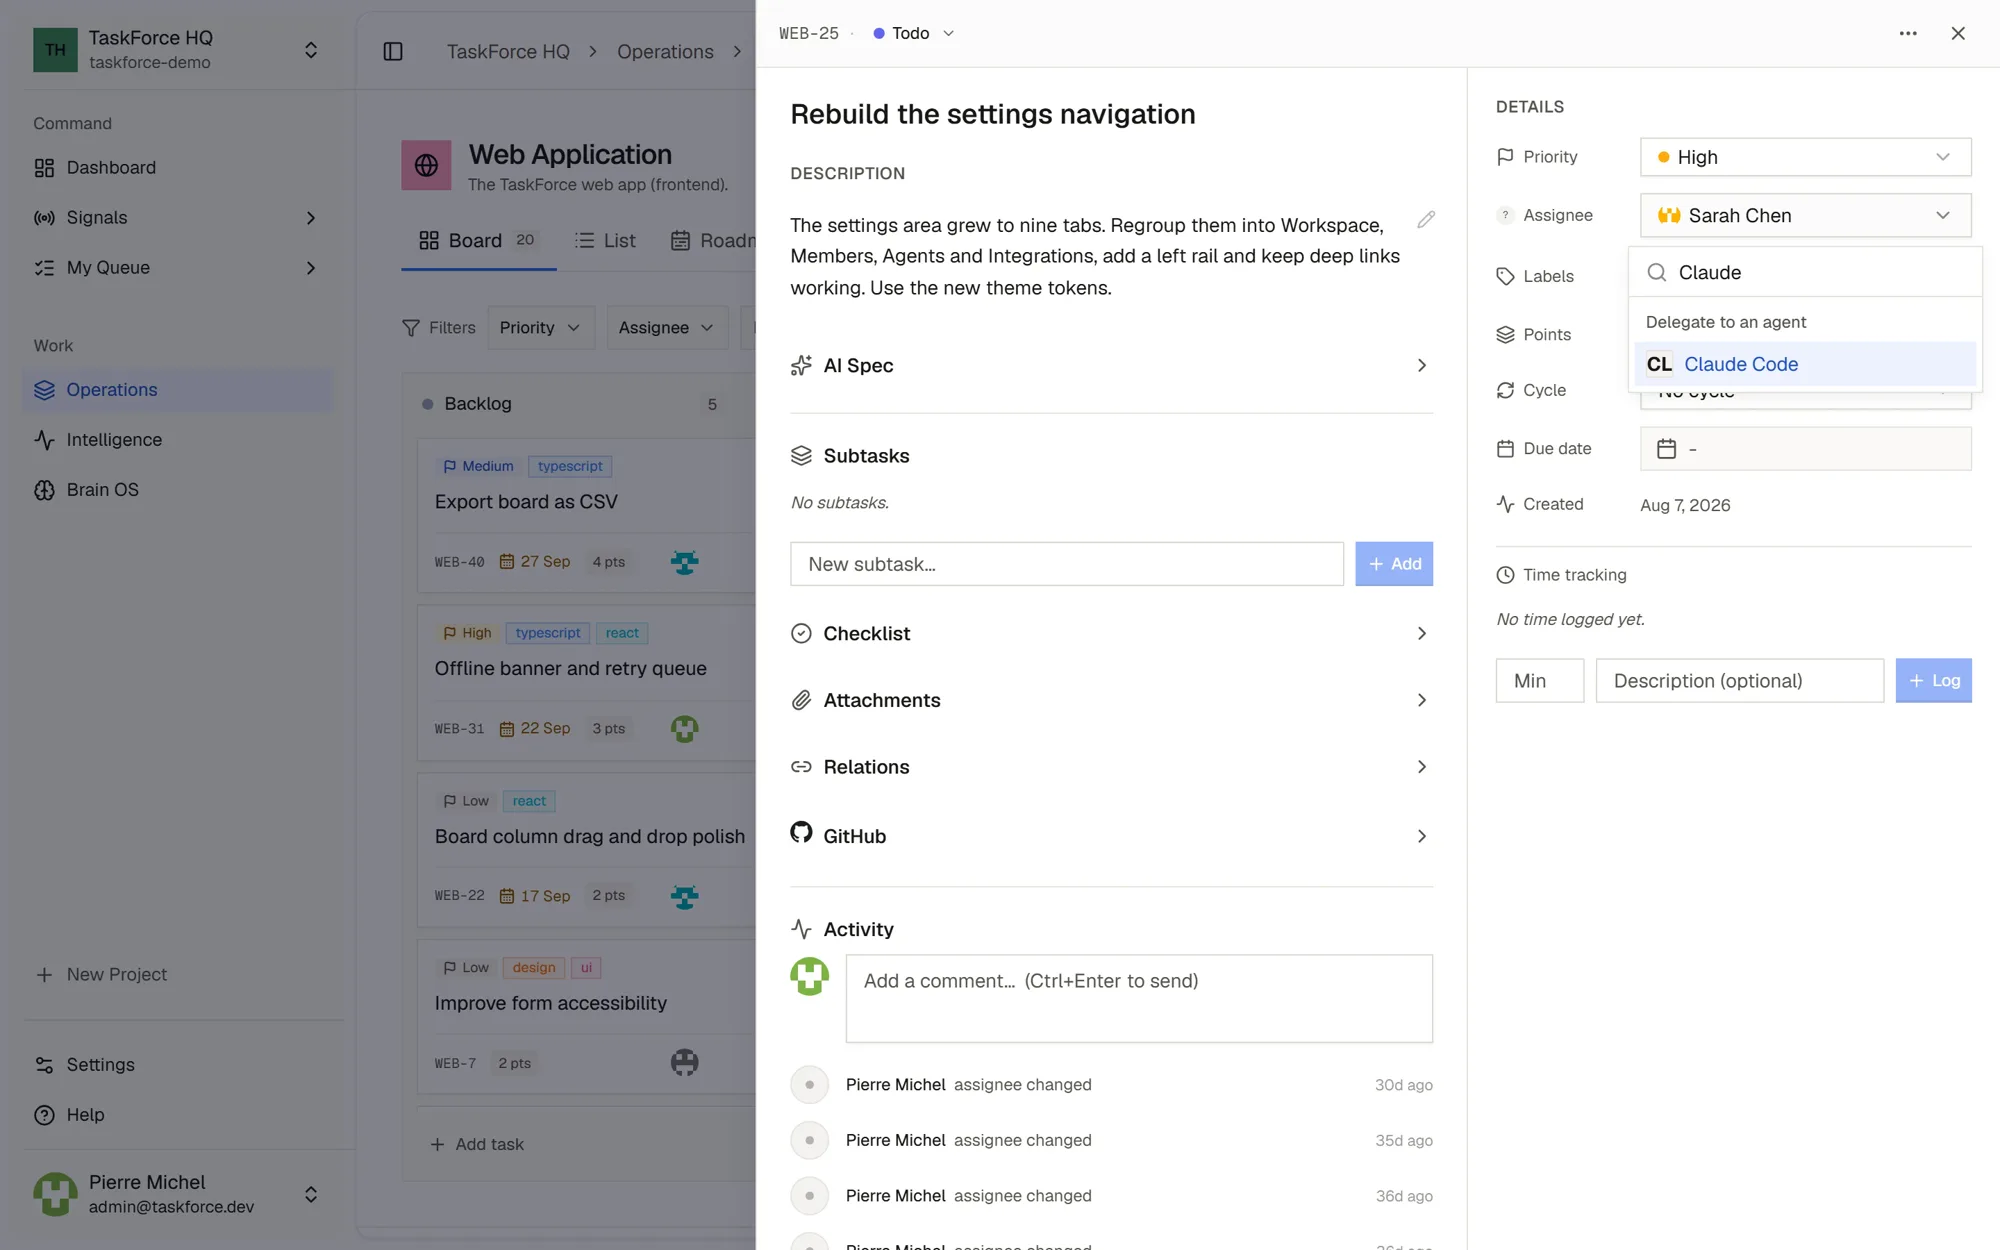 TH
TaskForce HQ
taskforce-demo
Command
Dashboard
Signals
My Queue
Work
Operations
Intelligence
Brain OS
New Project
Settings
Help
Pierre Michel
admin@taskforce.dev
TaskForce HQ > Operations >
Web Application
The TaskForce web app (frontend).
Board 20 List Roadm
Filters Priority Assignee
Backlog 5
Medium typescript
Export board as CSV
WEB-40 27 Sep 4 pts
High typescript react
Offline banner and retry queue
WEB-31 22 Sep 3 pts
Low react
Board column drag and drop polish
WEB-22 17 Sep 2 pts
Low design ui
Improve form accessibility
WEB-7 2 pts
+ Add task
WEB-25 · Todo
Rebuild the settings navigation
DESCRIPTION
The settings area grew to nine tabs. Regroup them into Workspace,
Members, Agents and Integrations, add a left rail and keep deep links
working. Use the new theme tokens.
AI Spec
Subtasks
No subtasks.
New subtask...
+ Add
Checklist
Attachments
Relations
GitHub
Activity
Add a comment... (Ctrl+Enter to send)
Pierre Michel assignee changed 30d ago
Pierre Michel assignee changed 35d ago
Pierre Michel assignee changed 36d ago
Pierre Michel assignee changed 36d ago
DETAILS
Priority High
? Assignee Sarah Chen
Labels
Claude
Delegate to an agent
CL Claude Code
Points
Cycle No cycle
Due date -
Created Aug 7, 2026
Time tracking
No time logged yet.
Min
Description (optional)
+ Log